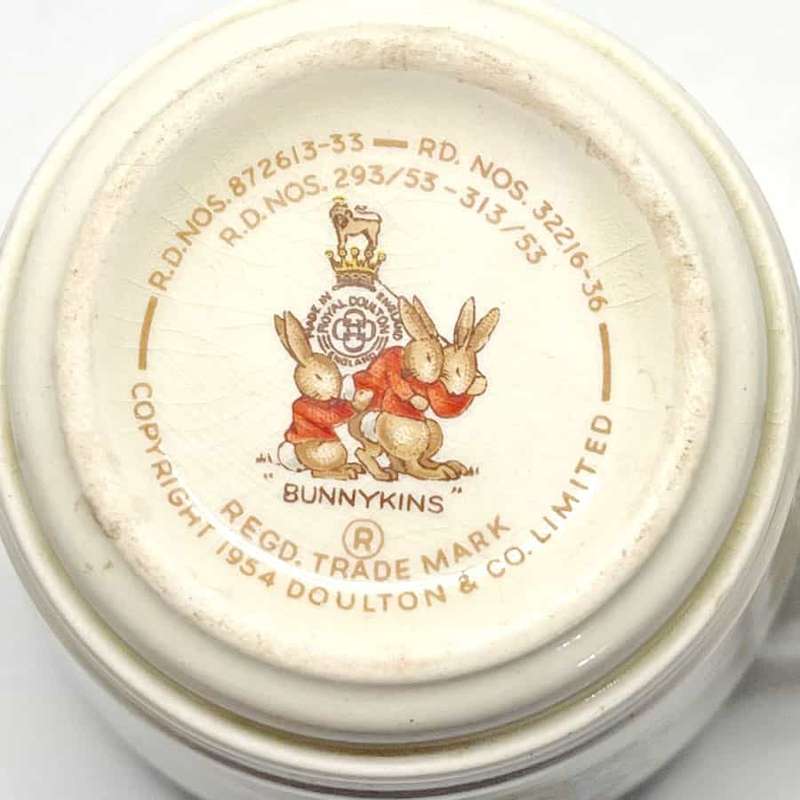 R.D. NOS. 872613-33 — RD. NOS. 32216-36
R.D. NOS. 293/53 - 313/53
MADE IN ENGLAND
ROYAL DOULTON
ENGLAND
"BUNNYKINS"
®
REGD. TRADE MARK
COPYRIGHT 1954 DOULTON & CO. LIMITED